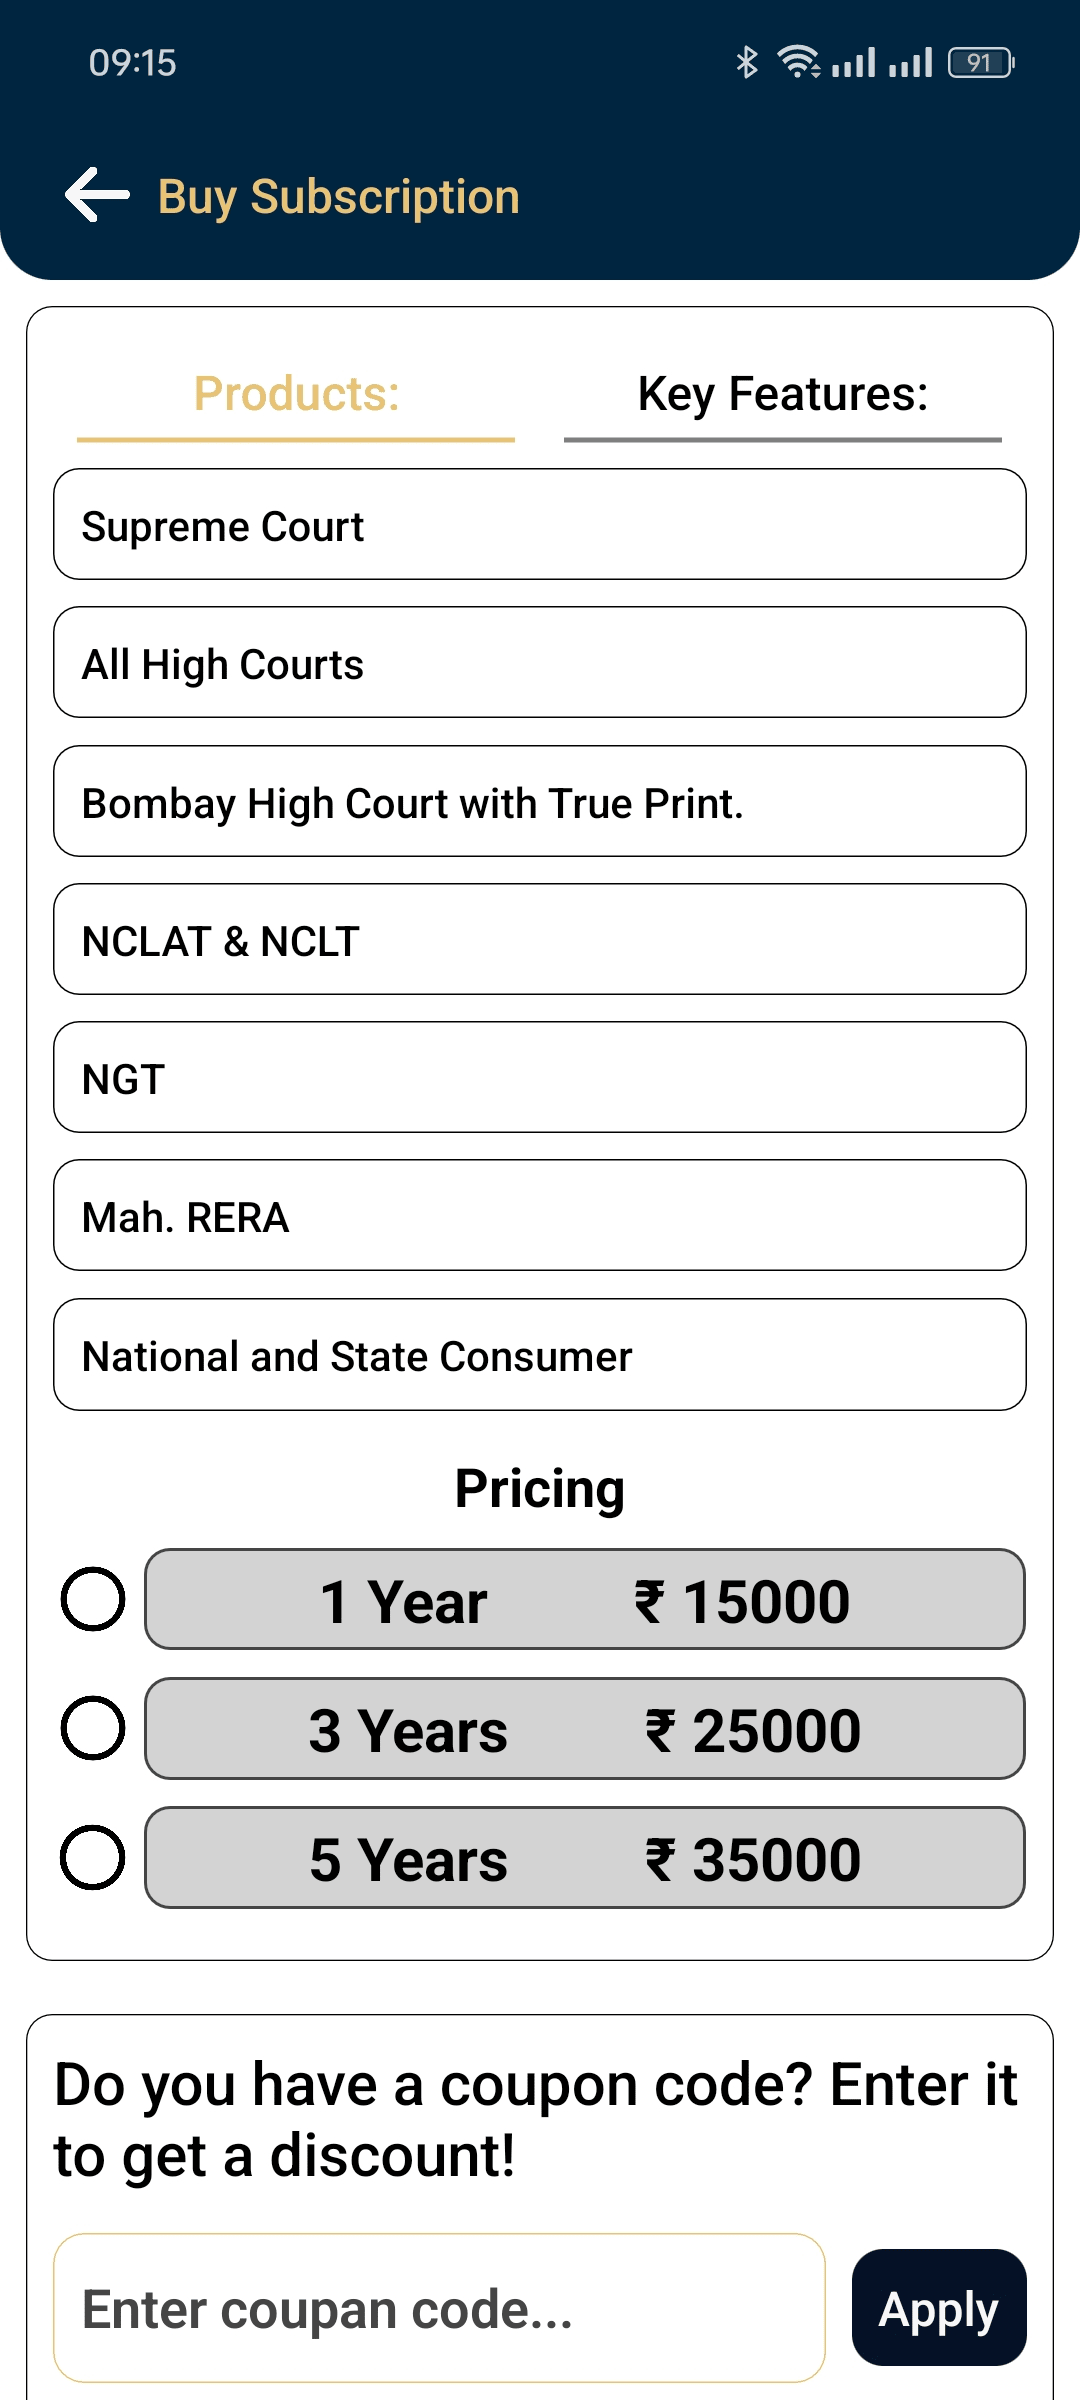 09:15
91
Buy Subscription
Products:
Key Features:
Supreme Court
All High Courts
Bombay High Court with True Print.
NCLAT & NCLT
NGT
Mah. RERA
National and State Consumer
Pricing
1 Year ₹ 15000
3 Years ₹ 25000
5 Years ₹ 35000
Do you have a coupon code? Enter it
to get a discount!
Enter coupan code...
Apply